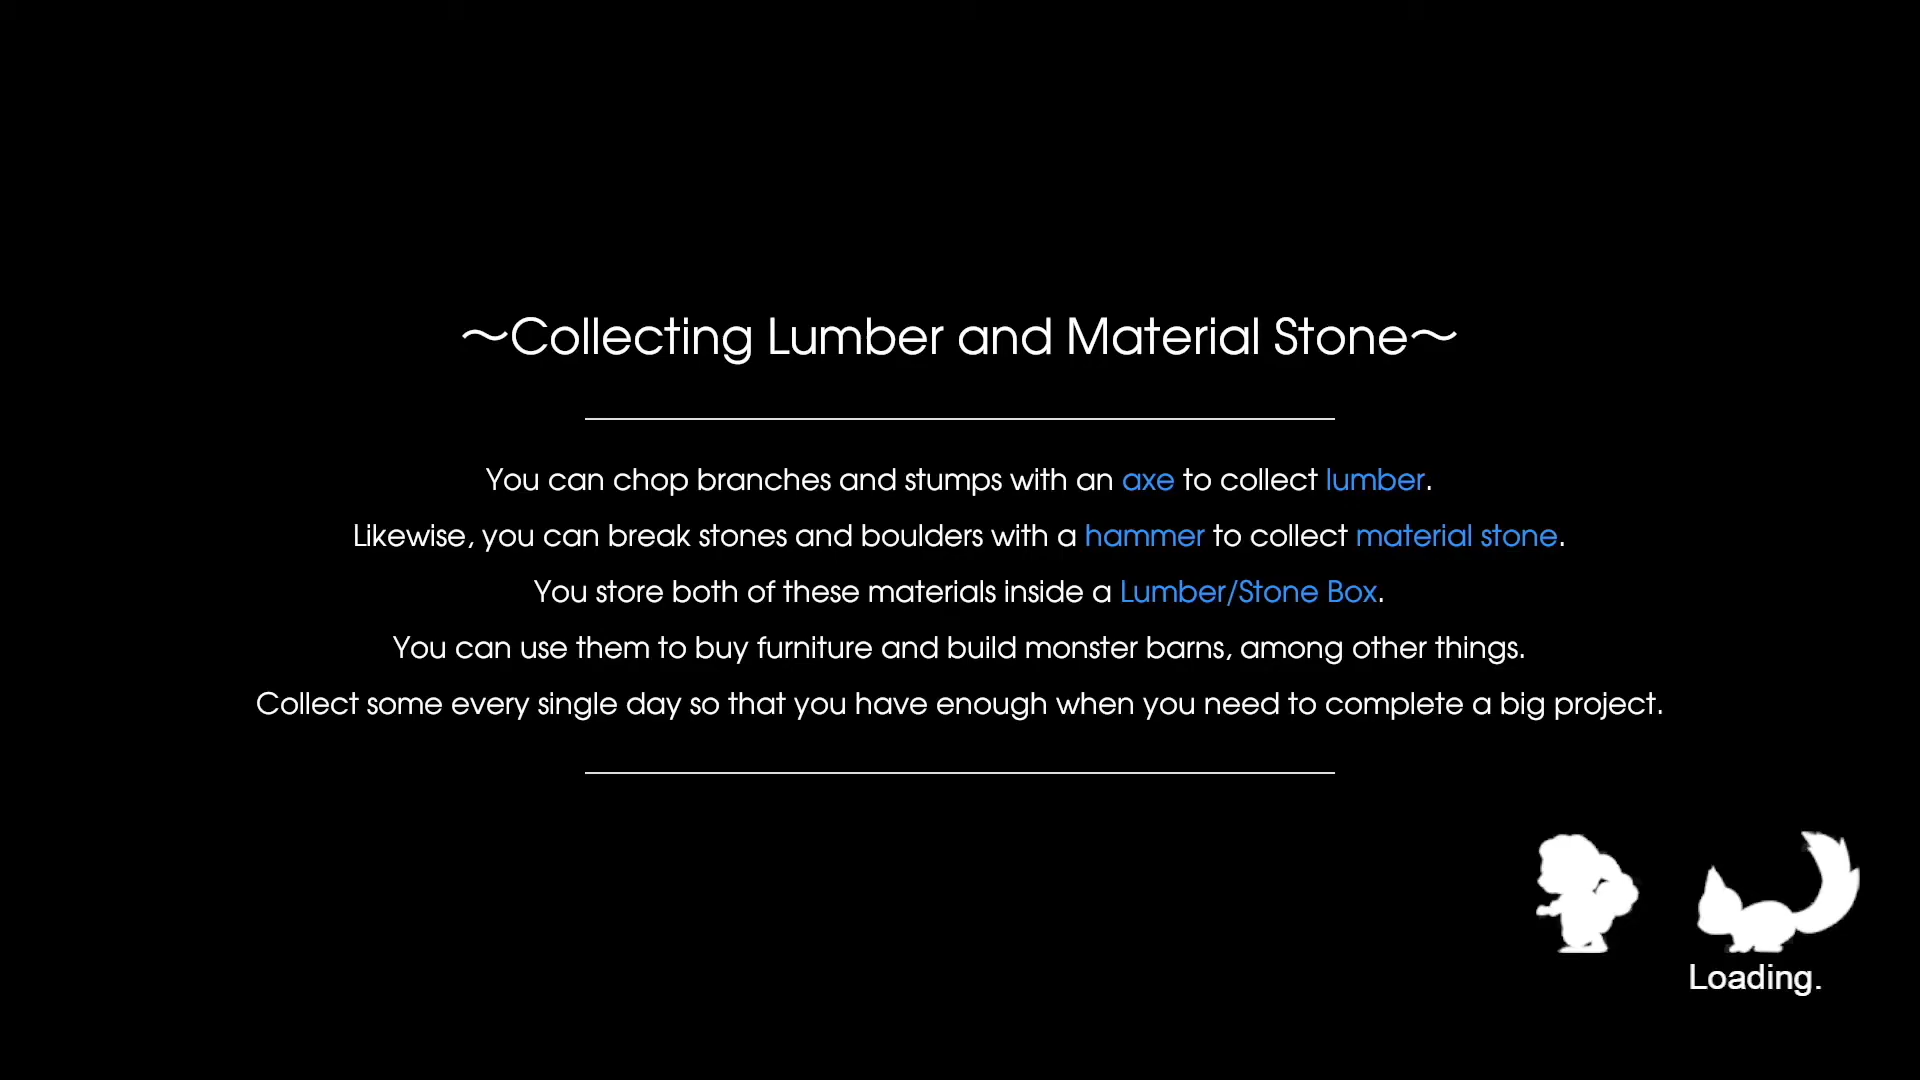 ～Collecting Lumber and Material Stone～
You can chop branches and stumps with an axe to collect lumber.
Likewise, you can break stones and boulders with a hammer to collect material stone.
You store both of these materials inside a Lumber/Stone Box.
You can use them to buy furniture and build monster barns, among other things.
Collect some every single day so that you have enough when you need to complete a big project.
Loading.